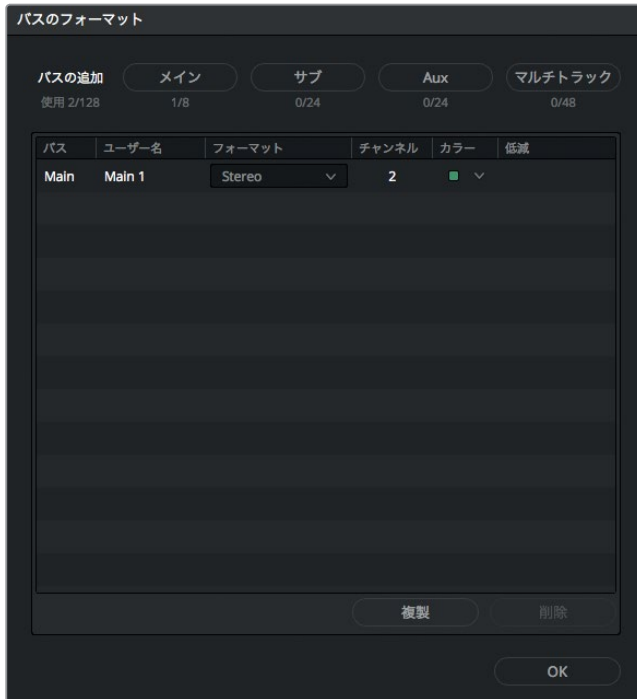 バスのフォーマット
バスの追加 メイン サブ Aux マルチトラック
使用 2/128 1/8 0/24 0/24 0/48
バス ユーザー名 フォーマット チャンネル カラー 低減
Main Main 1 Stereo 2
複製 削除
OK